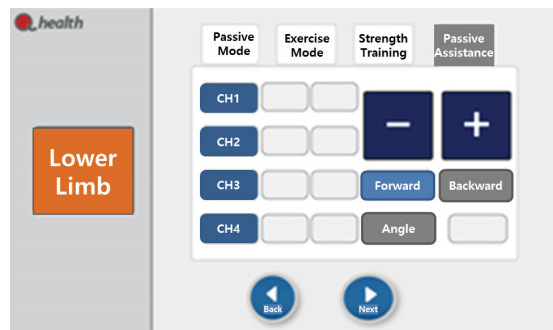 Q health
Passive
Mode
Exercise
Mode
Strength
Training
Passive
Assistance
CH1
− +
CH2
Lower
Limb
CH3
Forward
Backward
CH4
Angle
Back
Next